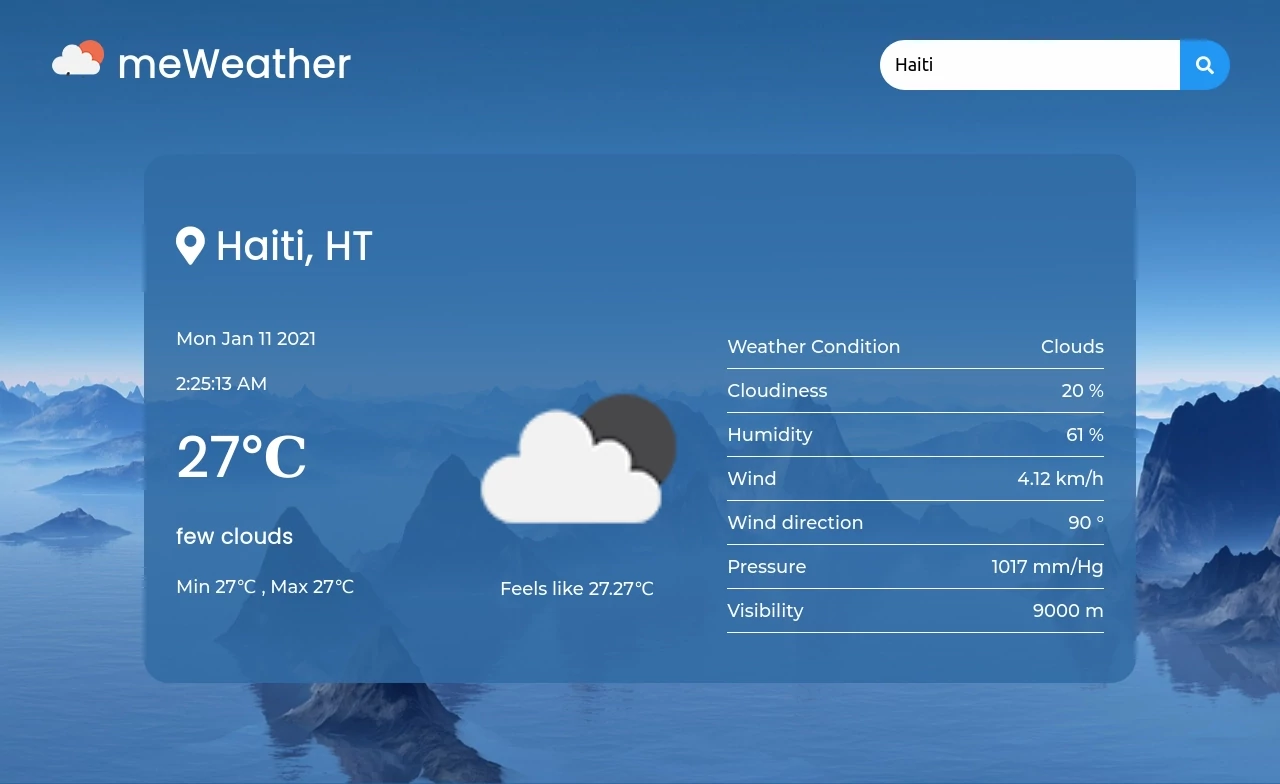 meWeather
Haiti
Haiti, HT
Mon Jan 11 2021
2:25:13 AM
27°C
few clouds
Min 27°C , Max 27°C
Feels like 27.27°C
Weather Condition Clouds
Cloudiness 20 %
Humidity 61 %
Wind 4.12 km/h
Wind direction 90 °
Pressure 1017 mm/Hg
Visibility 9000 m